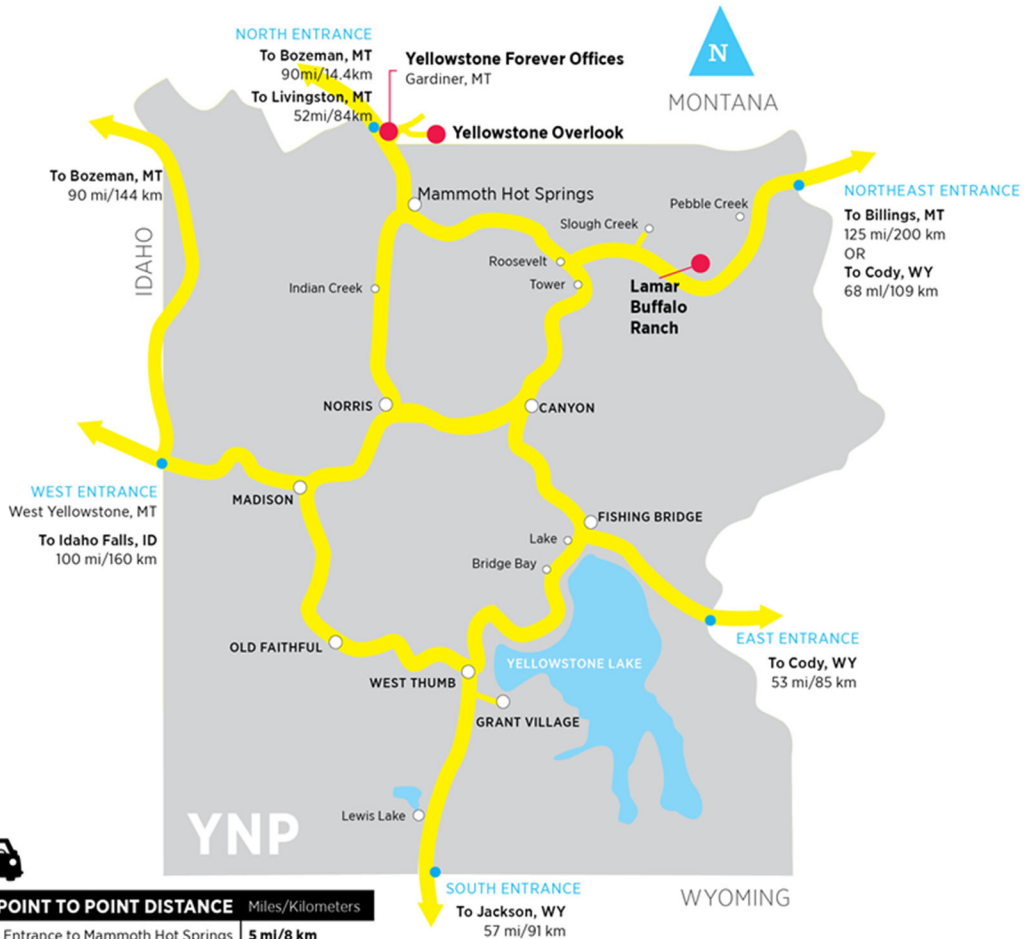 NORTH ENTRANCE
To Bozeman, MT
90mi/14.4km
To Livingston, MT
52mi/84km
Yellowstone Forever Offices
Gardiner, MT
Yellowstone Overlook
N
MONTANA
To Bozeman, MT
90 mi/144 km
IDAHO
Mammoth Hot Springs
Pebble Creek
Slough Creek
Roosevelt
Tower
Indian Creek
Lamar
Buffalo
Ranch
NORTHEAST ENTRANCE
To Billings, MT
125 mi/200 km
OR
To Cody, WY
68 ml/109 km
NORRIS
CANYON
WEST ENTRANCE
West Yellowstone, MT
To Idaho Falls, ID
100 mi/160 km
MADISON
FISHING BRIDGE
Lake
Bridge Bay
EAST ENTRANCE
To Cody, WY
53 mi/85 km
OLD FAITHFUL
WEST THUMB
YELLOWSTONE LAKE
GRANT VILLAGE
Lewis Lake
YNP
SOUTH ENTRANCE
To Jackson, WY
57 mi/91 km
WYOMING
POINT TO POINT DISTANCE Miles/Kilometers
Entrance to Mammoth Hot Springs 5 mi/8 km